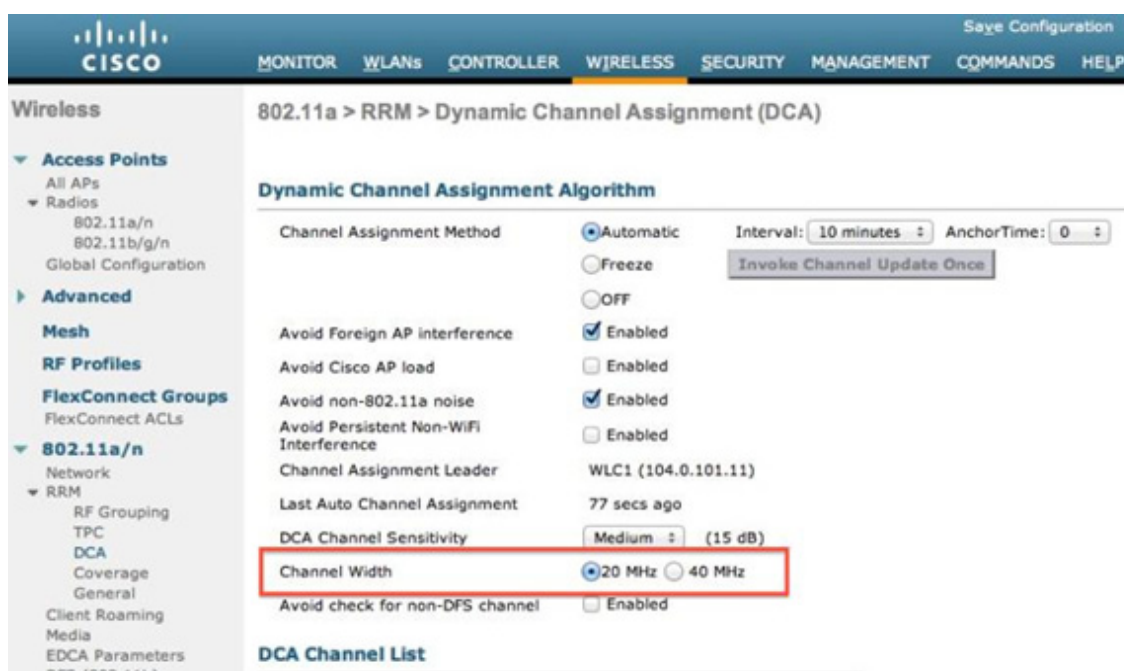 Save Configuration
CISCO
MONITOR WLANs CONTROLLER WIRELESS SECURITY MANAGEMENT COMMANDS HELP
Wireless
Access Points
All APs
Radios
802.11a/n
802.11b/g/n
Global Configuration
Advanced
Mesh
RF Profiles
FlexConnect Groups
FlexConnect ACLs
802.11a/n
Network
RRM
RF Grouping
TPC
DCA
Coverage
General
Client Roaming
Media
EDCA Parameters
802.11a > RRM > Dynamic Channel Assignment (DCA)
Dynamic Channel Assignment Algorithm
Channel Assignment Method Automatic Interval: 10 minutes AnchorTime: 0
Freeze Invoke Channel Update Once
OFF
Avoid Foreign AP interference Enabled
Avoid Cisco AP load Enabled
Avoid non-802.11a noise Enabled
Avoid Persistent Non-WiFi
Interference Enabled
Channel Assignment Leader WLC1 (104.0.101.11)
Last Auto Channel Assignment 77 secs ago
DCA Channel Sensitivity Medium (15 dB)
Channel Width 20 MHz 40 MHz
Avoid check for non-DFS channel Enabled
DCA Channel List